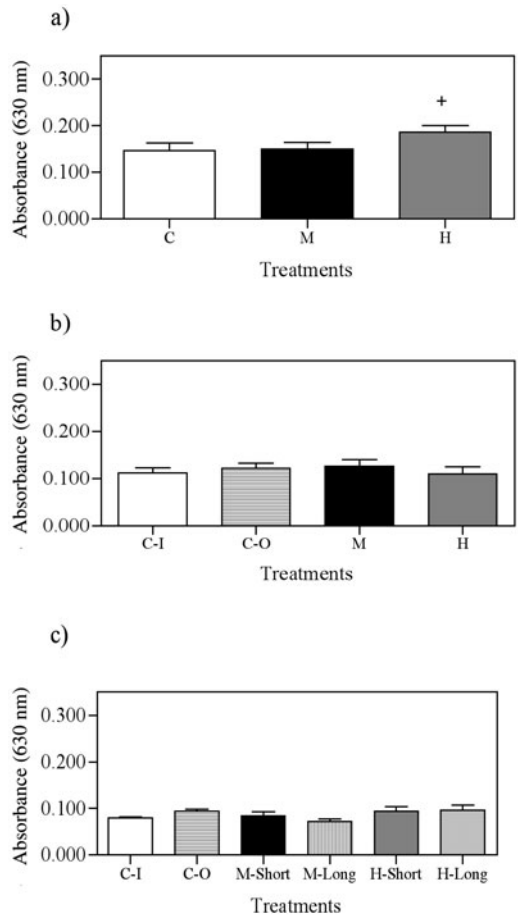 a)
Absorbance (630 nm)
0.300
0.200
0.100
0.000
+
C M H
Treatments
b)
Absorbance (630 nm)
0.300
0.200
0.100
0.000
C-I C-O M H
Treatments
c)
Absorbance (630 nm)
0.300
0.200
0.100
0.000
C-I C-O M-Short M-Long H-Short H-Long
Treatments